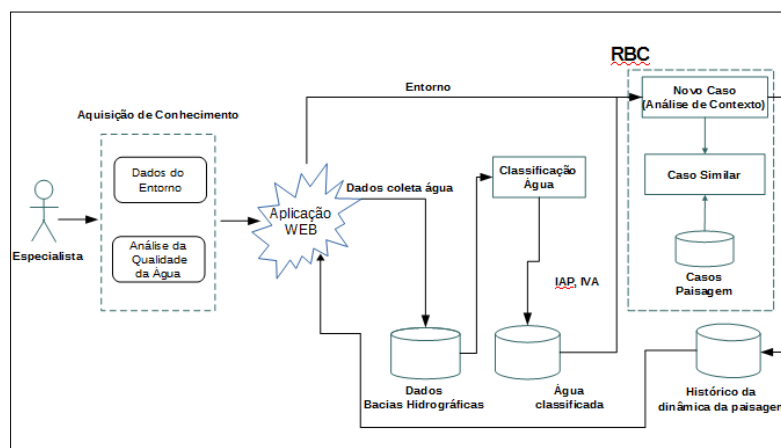 RBC
Entorno
Novo Caso
(Análise de Contexto)
Aquisição de Conhecimento
Dados do
Entorno
Classificação
Água
Caso Similar
Dados coleta água
Aplicação
WEB
Especialista
Análise da
Qualidade
da Água
Casos
Paisagem
IAP, IVA
Dados
Bacias Hidrográficas
Água
classificada
Histórico da
dinâmica da paisagem